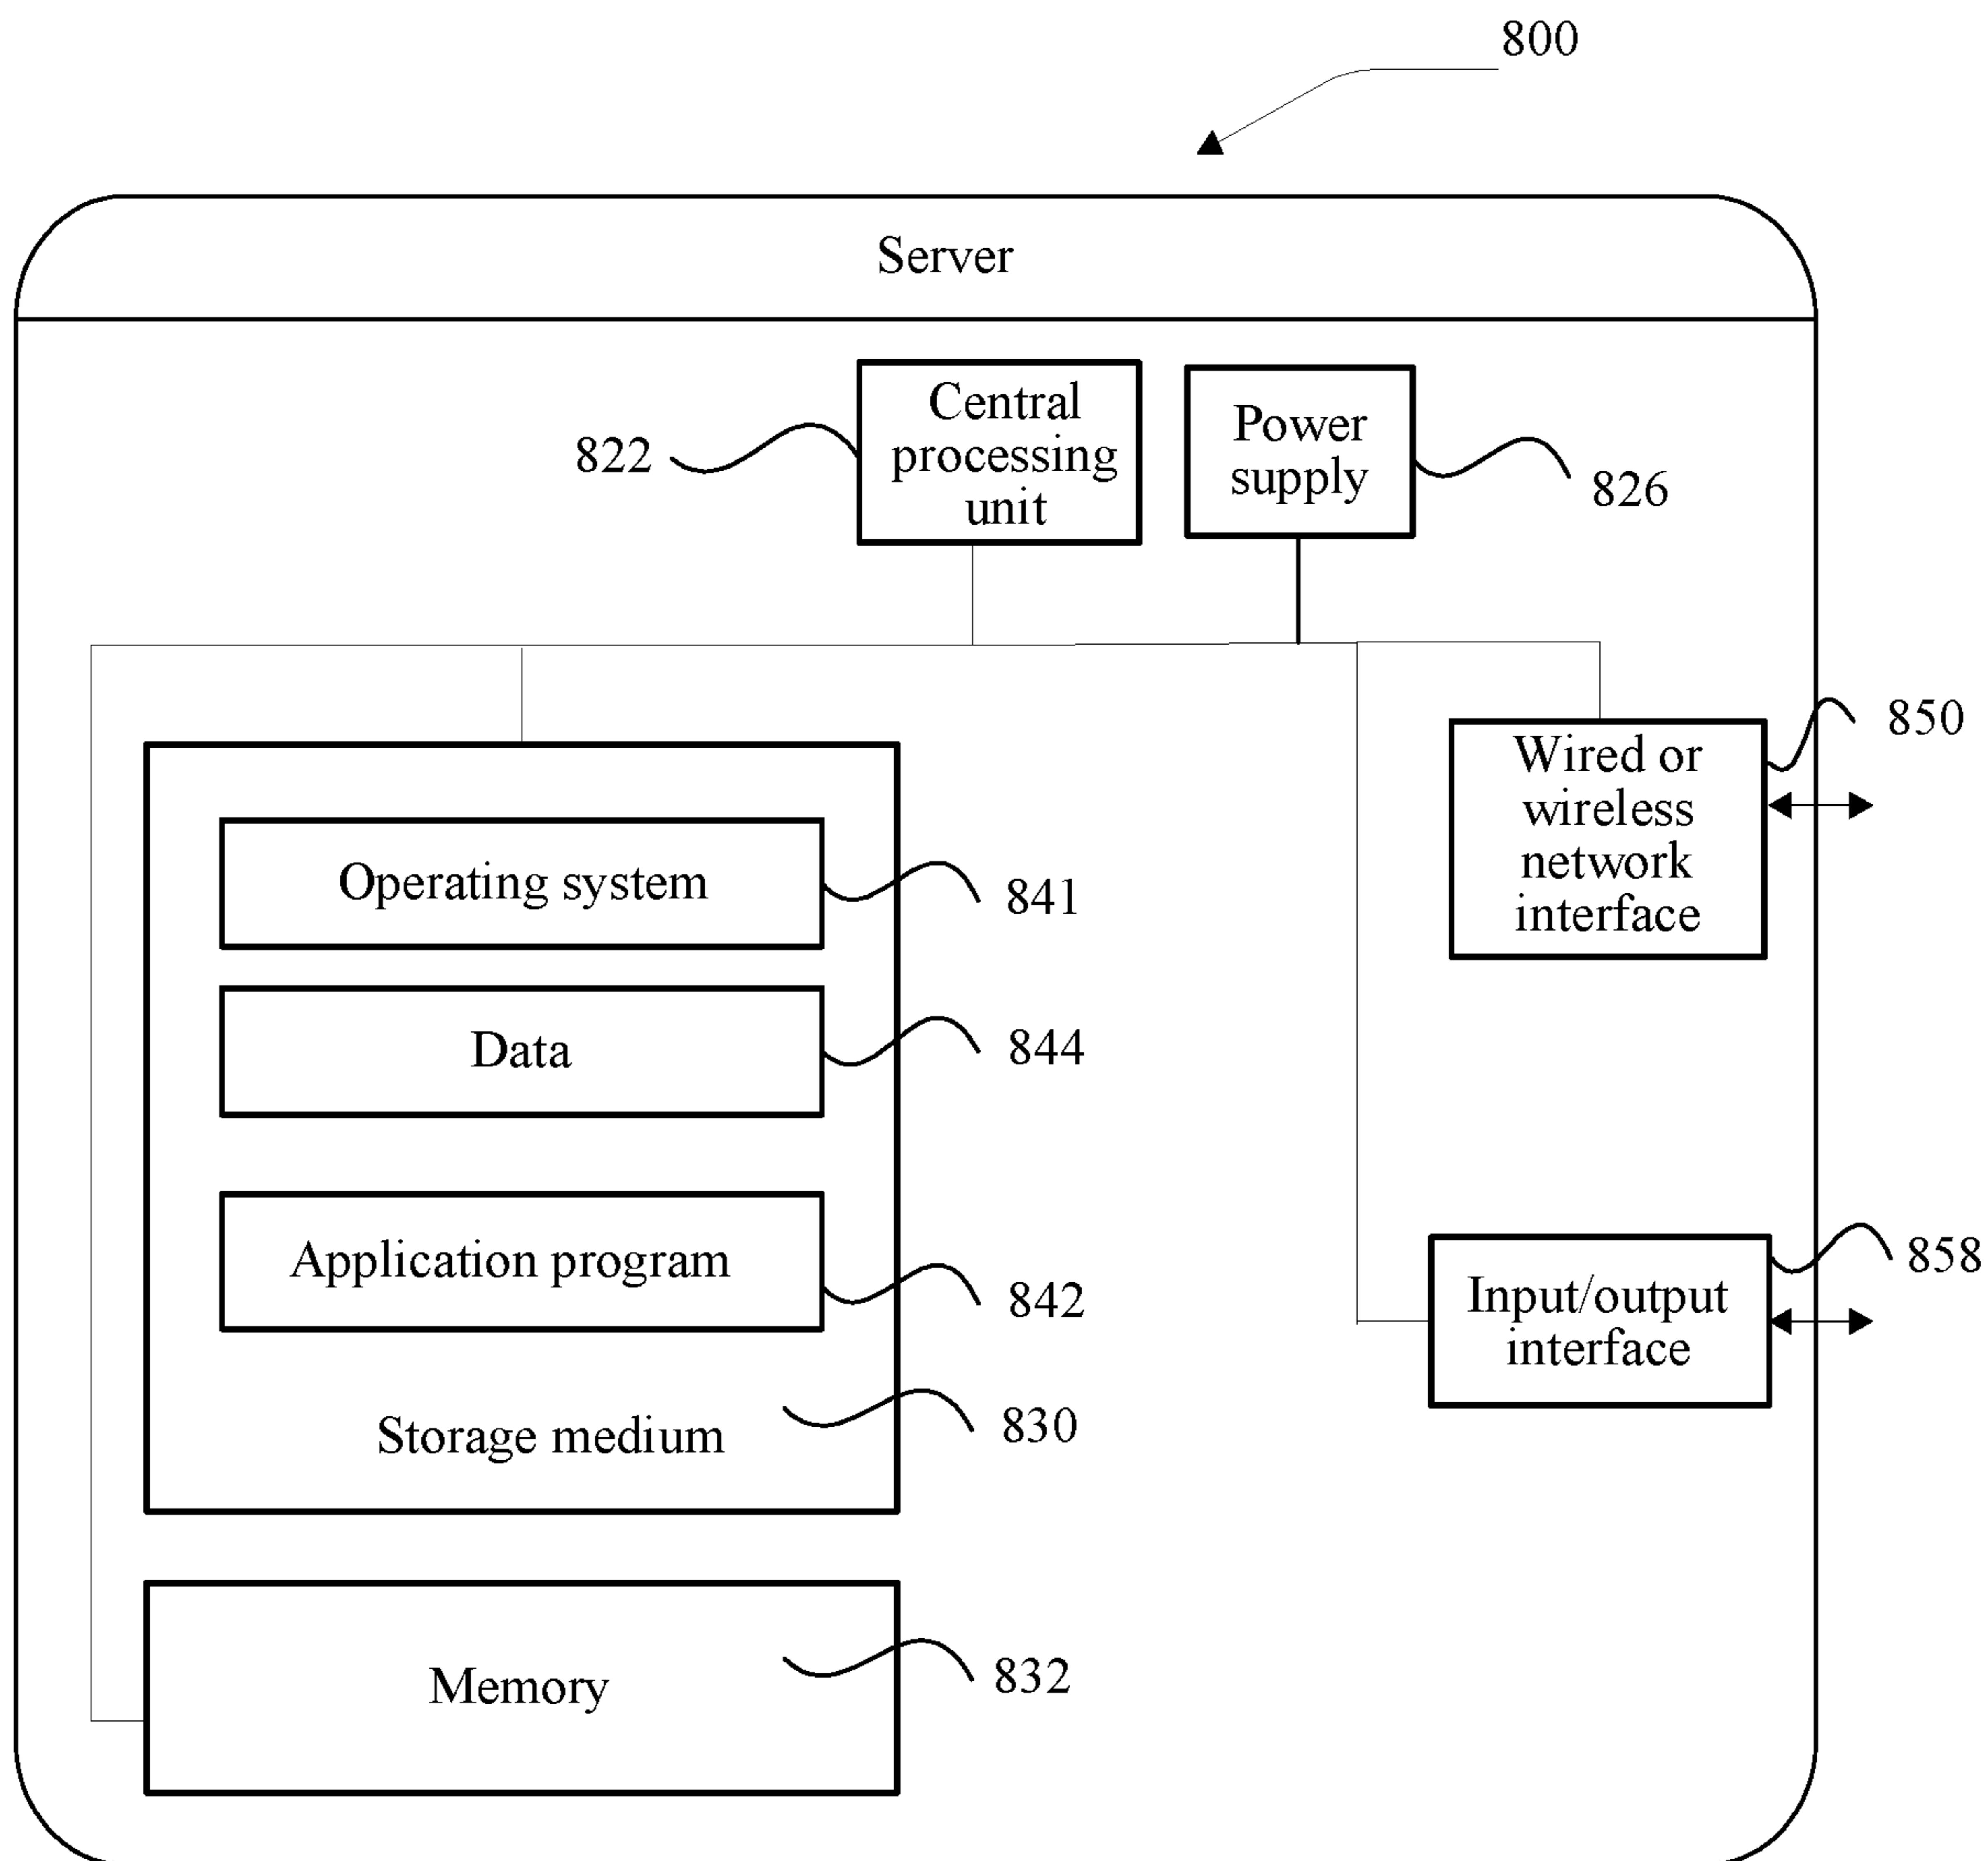 800
Server
Central
processing
unit
822
Power
supply
826
Wired or
wireless
network
interface
850
Operating system
841
Data
844
Application program
842
Storage medium
830
Input/output
interface
858
Memory
832